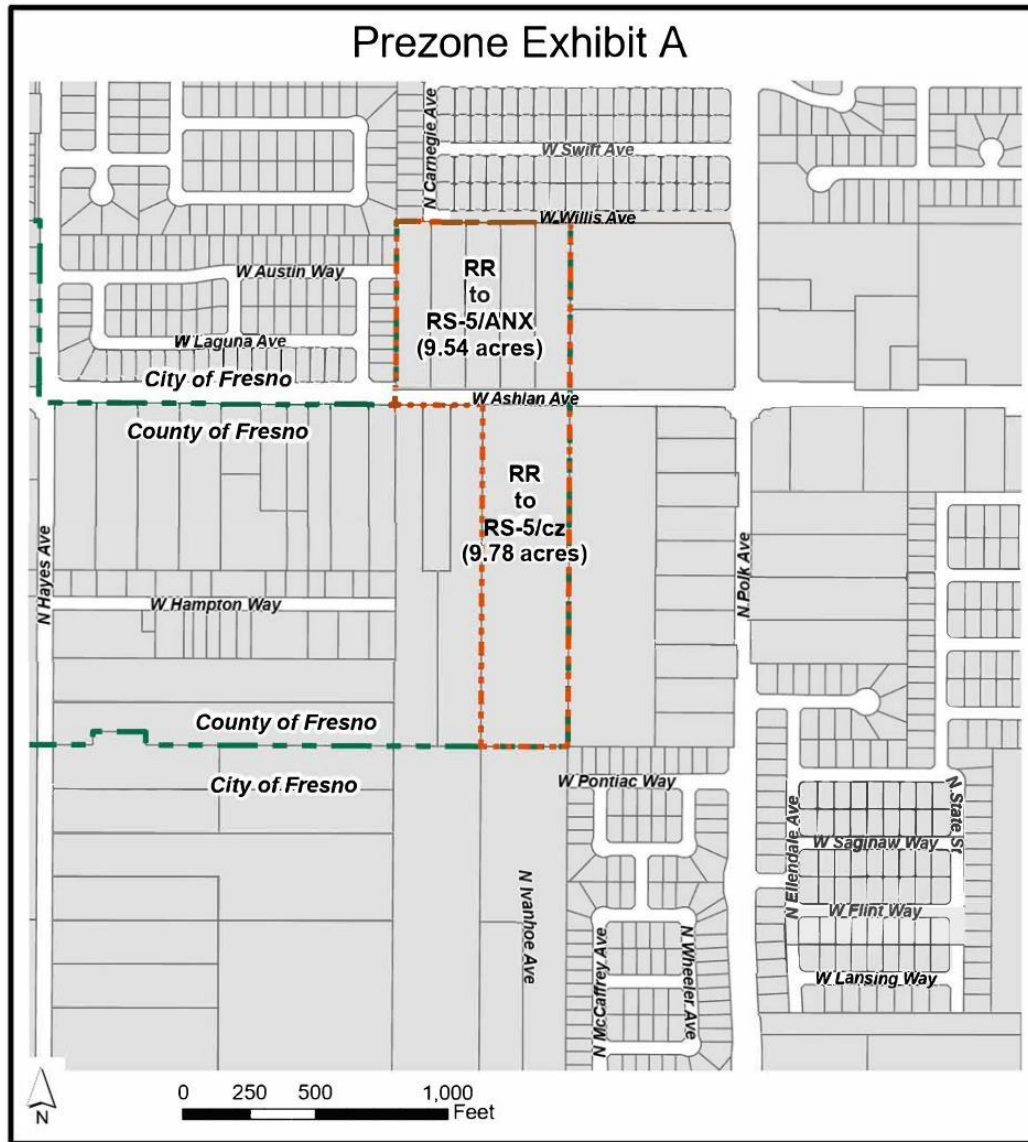 Prezone Exhibit A
N Carnegie Ave
W Swift Ave
W Willis Ave
W Austin Way
RR
to
RS-5/ANX
(9.54 acres)
W Laguna Ave
City of Fresno
W Ashlan Ave
County of Fresno
RR
to
RS-5/cz
(9.78 acres)
N Hayes Ave
N Polk Ave
W Hampton Way
County of Fresno
City of Fresno
W Pontiac Way
N Ellendale Ave
N State St
W Saginaw Way
W Flint Way
N Ivanhoe Ave
N McCaffrey Ave
N Wheeler Ave
W Lansing Way
N
0 250 500 1,000
Feet